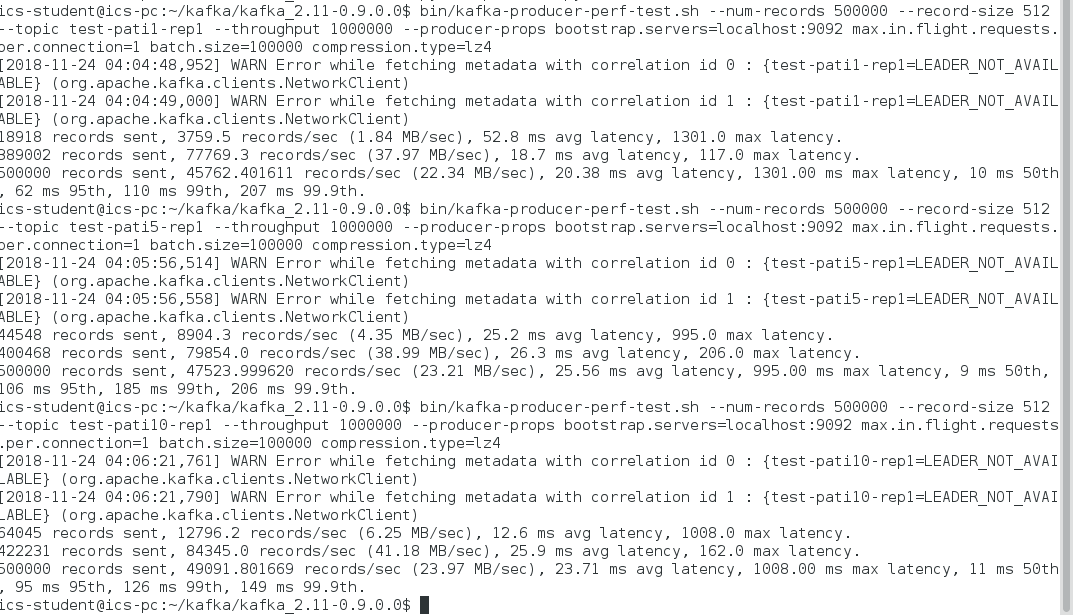 ics-student@ics-pc:~/kafka/kafka_2.11-0.9.0.0$ bin/kafka-producer-perf-test.sh --num-records 500000 --record-size 512
--topic test-pati1-rep1 --throughput 1000000 --producer-props bootstrap.servers=localhost:9092 max.in.flight.requests.
per.connection=1 batch.size=100000 compression.type=lz4
[2018-11-24 04:04:48,952] WARN Error while fetching metadata with correlation id 0 : {test-pati1-rep1=LEADER_NOT_AVAIL
ABLE} (org.apache.kafka.clients.NetworkClient)
[2018-11-24 04:04:49,000] WARN Error while fetching metadata with correlation id 1 : {test-pati1-rep1=LEADER_NOT_AVAIL
ABLE} (org.apache.kafka.clients.NetworkClient)
18918 records sent, 3759.5 records/sec (1.84 MB/sec), 52.8 ms avg latency, 1301.0 max latency.
389002 records sent, 77769.3 records/sec (37.97 MB/sec), 18.7 ms avg latency, 117.0 max latency.
500000 records sent, 45762.401611 records/sec (22.34 MB/sec), 20.38 ms avg latency, 1301.00 ms max latency, 10 ms 50th
, 62 ms 95th, 110 ms 99th, 207 ms 99.9th.
ics-student@ics-pc:~/kafka/kafka_2.11-0.9.0.0$ bin/kafka-producer-perf-test.sh --num-records 500000 --record-size 512
--topic test-pati5-rep1 --throughput 1000000 --producer-props bootstrap.servers=localhost:9092 max.in.flight.requests.
per.connection=1 batch.size=100000 compression.type=lz4
[2018-11-24 04:05:56,514] WARN Error while fetching metadata with correlation id 0 : {test-pati5-rep1=LEADER_NOT_AVAIL
ABLE} (org.apache.kafka.clients.NetworkClient)
[2018-11-24 04:05:56,558] WARN Error while fetching metadata with correlation id 1 : {test-pati5-rep1=LEADER_NOT_AVAIL
ABLE} (org.apache.kafka.clients.NetworkClient)
44548 records sent, 8904.3 records/sec (4.35 MB/sec), 25.2 ms avg latency, 995.0 max latency.
400468 records sent, 79854.0 records/sec (38.99 MB/sec), 26.3 ms avg latency, 206.0 max latency.
500000 records sent, 47523.999620 records/sec (23.21 MB/sec), 25.56 ms avg latency, 995.00 ms max latency, 9 ms 50th,
106 ms 95th, 185 ms 99th, 206 ms 99.9th.
ics-student@ics-pc:~/kafka/kafka_2.11-0.9.0.0$ bin/kafka-producer-perf-test.sh --num-records 500000 --record-size 512
--topic test-pati10-rep1 --throughput 1000000 --producer-props bootstrap.servers=localhost:9092 max.in.flight.requests
.per.connection=1 batch.size=100000 compression.type=lz4
[2018-11-24 04:06:21,761] WARN Error while fetching metadata with correlation id 0 : {test-pati10-rep1=LEADER_NOT_AVAI
LABLE} (org.apache.kafka.clients.NetworkClient)
[2018-11-24 04:06:21,790] WARN Error while fetching metadata with correlation id 1 : {test-pati10-rep1=LEADER_NOT_AVAI
LABLE} (org.apache.kafka.clients.NetworkClient)
64045 records sent, 12796.2 records/sec (6.25 MB/sec), 12.6 ms avg latency, 1008.0 max latency.
422231 records sent, 84345.0 records/sec (41.18 MB/sec), 25.9 ms avg latency, 162.0 max latency.
500000 records sent, 49091.801669 records/sec (23.97 MB/sec), 23.71 ms avg latency, 1008.00 ms max latency, 11 ms 50th
, 95 ms 95th, 126 ms 99th, 149 ms 99.9th.
ics-student@ics-pc:~/kafka/kafka_2.11-0.9.0.0$